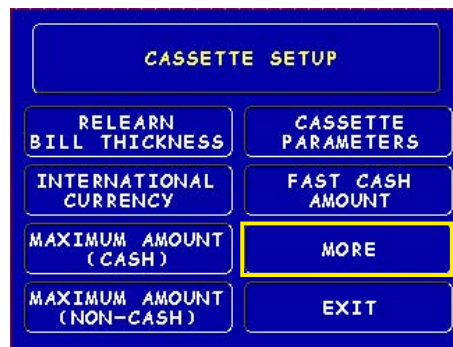 CASSETTE SETUP
RELEARN
BILL THICKNESS
CASSETTE
PARAMETERS
INTERNATIONAL
CURRENCY
FAST CASH
AMOUNT
MAXIMUM AMOUNT
(CASH)
MORE
MAXIMUM AMOUNT
(NON-CASH)
EXIT